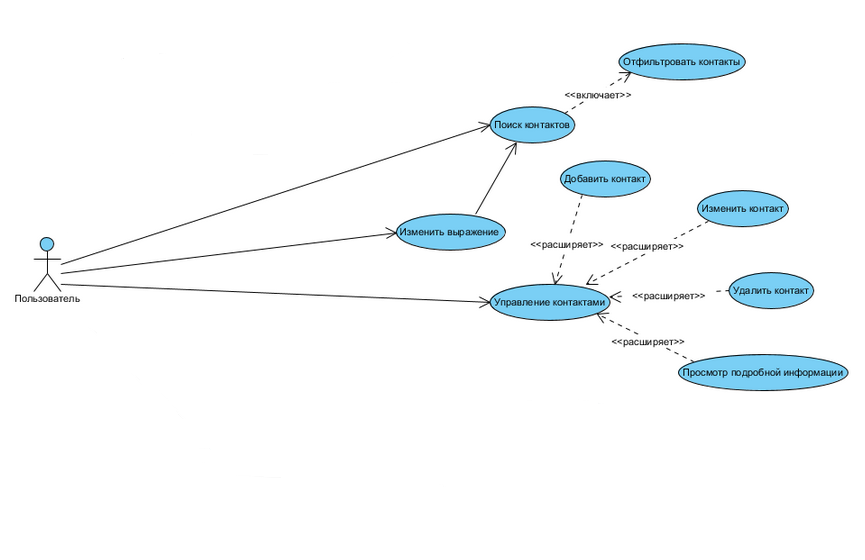 Отфильтровать контакты
<<включает>>
Поиск контактов
Добавить контакт
Изменить контакт
Изменить выражение
<<расширяет>>
<<расширяет>>
Пользователь
Управление контактами
<<расширяет>>
Удалить контакт
<<расширяет>>
Просмотр подробной информации